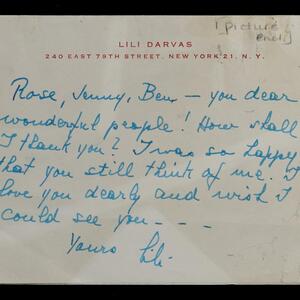 [picture
end]
LILI DARVAS
240 EAST 79TH STREET, NEW YORK 21, N. Y.
Rose, Jenny, Ben — you dear
wonderful people! How shall
I thank you? I was so happy
that you still think of me. I
love you dearly and wish I
could see you - - -
Yours Lili